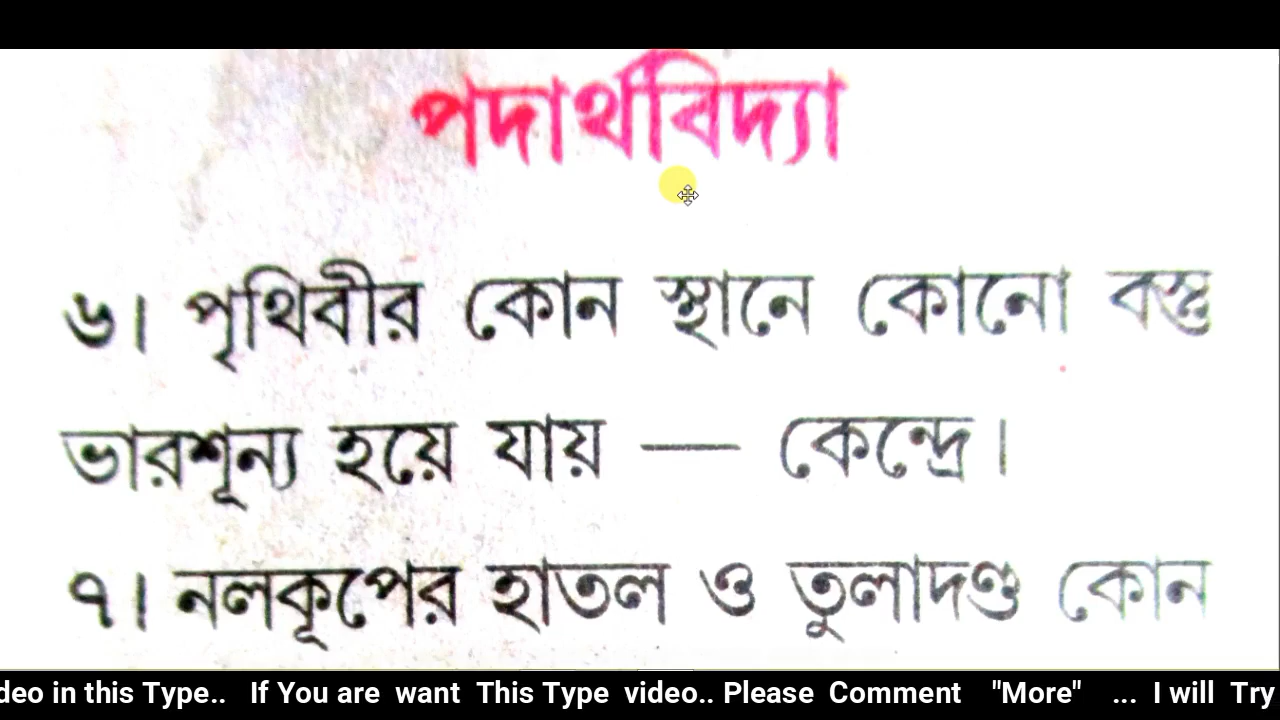 পদার্থবিদ্যা
৬। পৃথিবীর কোন স্থানে কোনো বস্তু
ভারশূন্য হয়ে যায় — কেন্দ্রে।
৭। নলকূপের হাতল ও তুলাদণ্ড কোন
deo in this Type.. If You are want This Type video.. Please Comment "More" ... I will Try